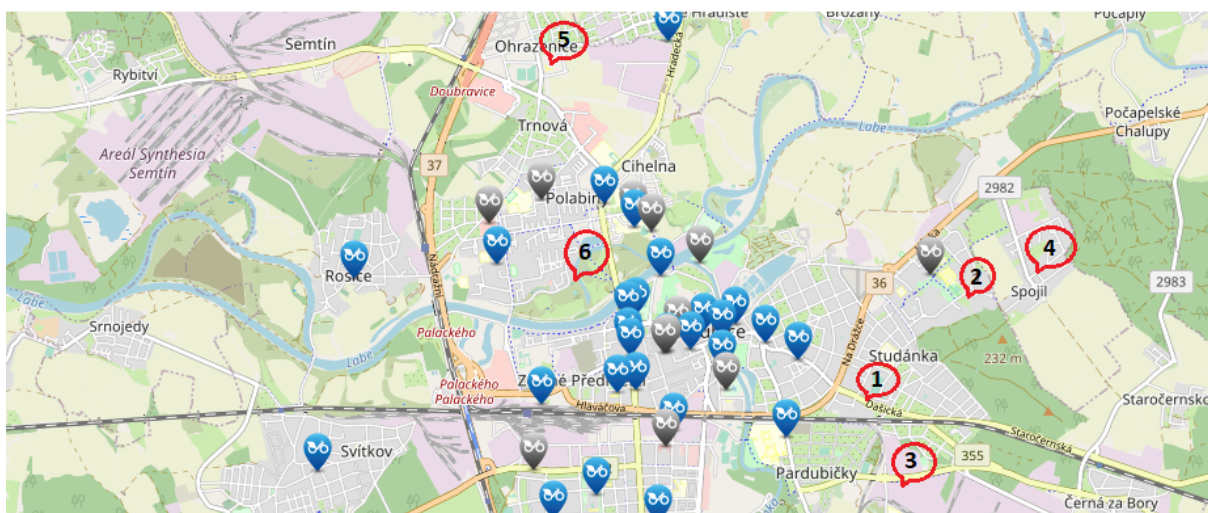 Semtín
Rybitví
Ohrazenice
5
Hradiště
Brozany
Počaply
Hradecká
Doubravice
Trnová
Labe
Počapelské
Chalupy
Areál Synthesia
Semtín
37
Cihelna
2982
Polabiny
Rosice
6
4
2
36
Spojil
2983
Nadražní
Labe
Srnojedy
Palackého
Labe
Na Drážce
Studánka
232 m
1
Palackého
Palackého
Hlaváčova
Dašická
Staročernsko
Staročernská
Svítkov
3
355
Pardubičky
Černá za Bory